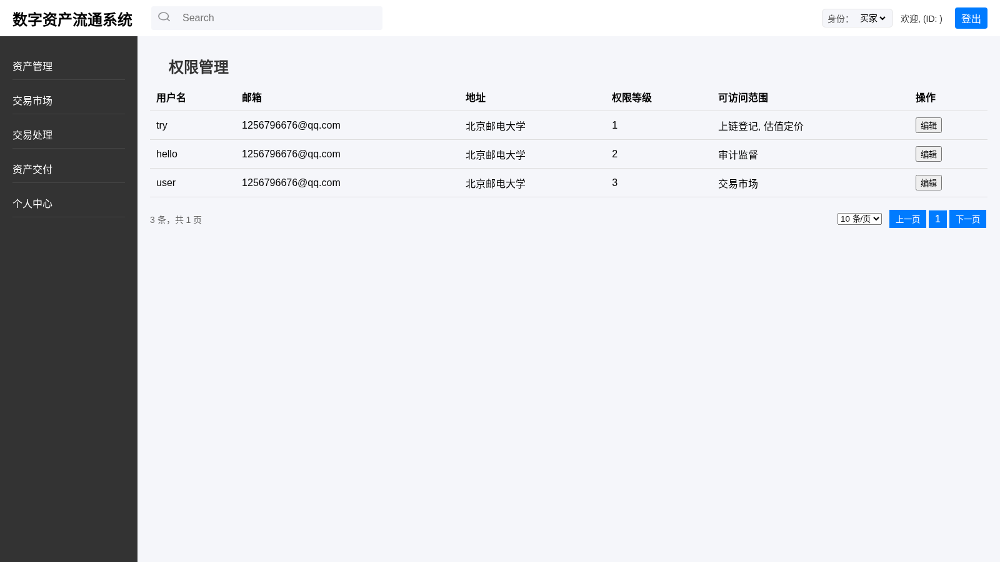 数字资产流通系统
Search
身份： 买家
欢迎, (ID: )
登出
资产管理
交易市场
交易处理
资产交付
个人中心
权限管理
用户名 邮箱 地址 权限等级 可访问范围 操作
try 1256796676@qq.com 北京邮电大学 1 上链登记, 估值定价 编辑
hello 1256796676@qq.com 北京邮电大学 2 审计监督 编辑
user 1256796676@qq.com 北京邮电大学 3 交易市场 编辑
3 条，共 1 页 10 条/页 上一页 1 下一页